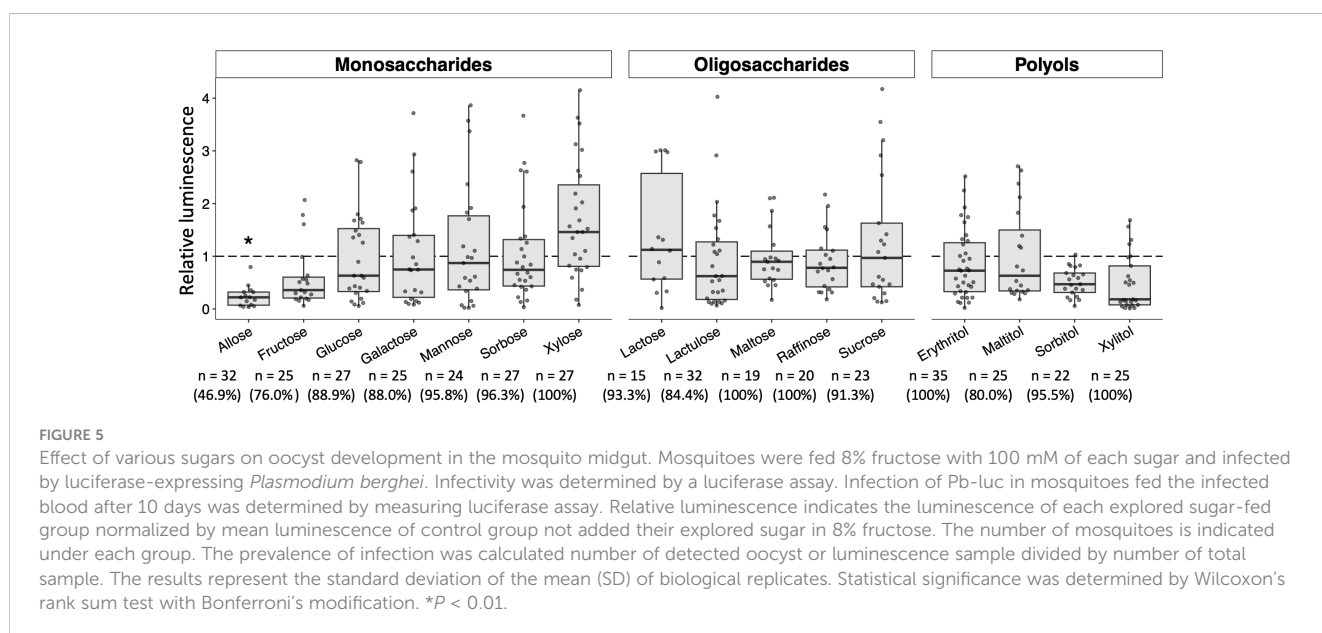 Monosaccharides Oligosaccharides Polyols
Relative luminescence
4
3
2
1
0
*
Allose Fructose Glucose Galactose Mannose Sorbose Xylose Lactose Lactulose Maltose Raffinose Sucrose Erythritol Maltitol Sorbitol Xylitol
n = 32 n = 25 n = 27 n = 25 n = 24 n = 27 n = 27 n = 15 n = 32 n = 19 n = 20 n = 23 n = 35 n = 25 n = 22 n = 25
(46.9%) (76.0%) (88.9%) (88.0%) (95.8%) (96.3%) (100%) (93.3%) (84.4%) (100%) (100%) (91.3%) (100%) (80.0%) (95.5%) (100%)
FIGURE 5
Effect of various sugars on oocyst development in the mosquito midgut. Mosquitoes were fed 8% fructose with 100 mM of each sugar and infected
by luciferase-expressing Plasmodium berghei. Infectivity was determined by a luciferase assay. Infection of Pb-luc in mosquitoes fed the infected
blood after 10 days was determined by measuring luciferase assay. Relative luminescence indicates the luminescence of each explored sugar-fed
group normalized by mean luminescence of control group not added their explored sugar in 8% fructose. The number of mosquitoes is indicated
under each group. The prevalence of infection was calculated number of detected oocyst or luminescence sample divided by number of total
sample. The results represent the standard deviation of the mean (SD) of biological replicates. Statistical significance was determined by Wilcoxon's
rank sum test with Bonferroni's modification. *P < 0.01.